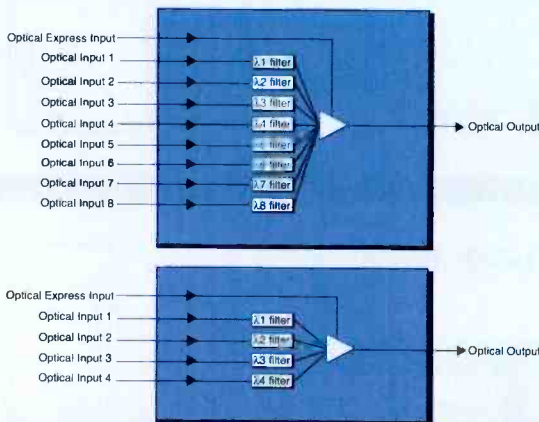 Optical Express Input
Optical Input 1
λ1 filter
Optical Input 2
λ2 filter
Optical Input 3
λ3 filter
Optical Input 4
λ4 filter
Optical Output
Optical Input 5
filter
Optical Input 6
filter
Optical Input 7
λ7 filter
Optical Input 8
λ8 filter
Optical Express Input
Optical Input 1
λ1 filter
Optical Input 2
λ2 filter
Optical Output
Optical Input 3
λ3 filter
Optical Input 4
λ4 filter